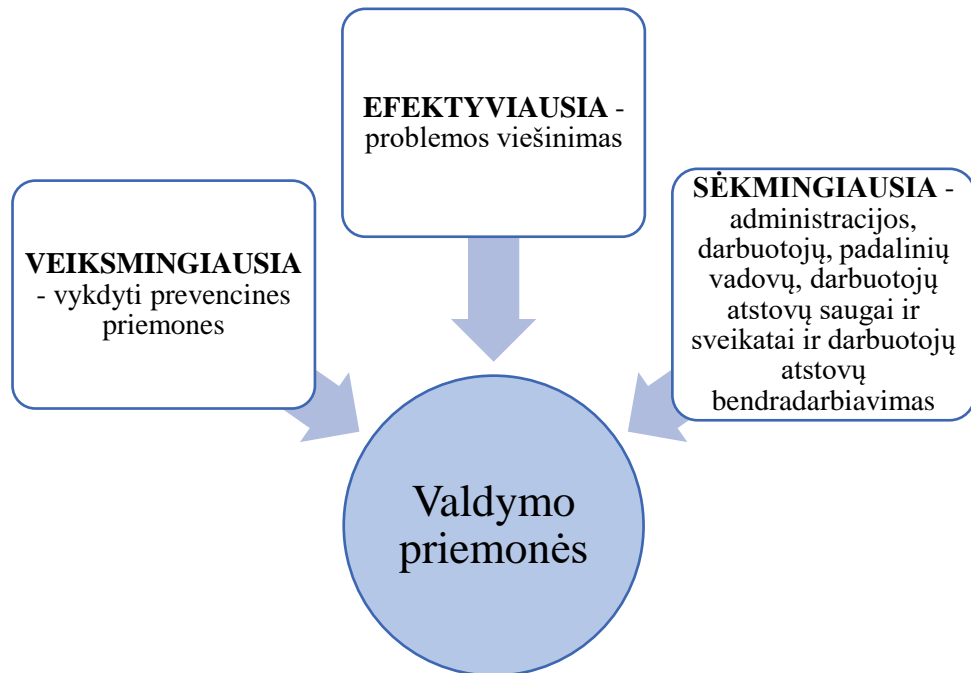 VEIKSMINGIAUSIA
- vykdyti prevencines
priemones
EFEKTYVIAUSIA -
problemos viešinimas
SĖKMINGIAUSIA -
administracijos,
darbuotojų, padalinių
vadovų, darbuotojų
atstovų saugai ir
sveikatai ir darbuotojų
atstovų
bendradarbiavimas
Valdymo
priemonės